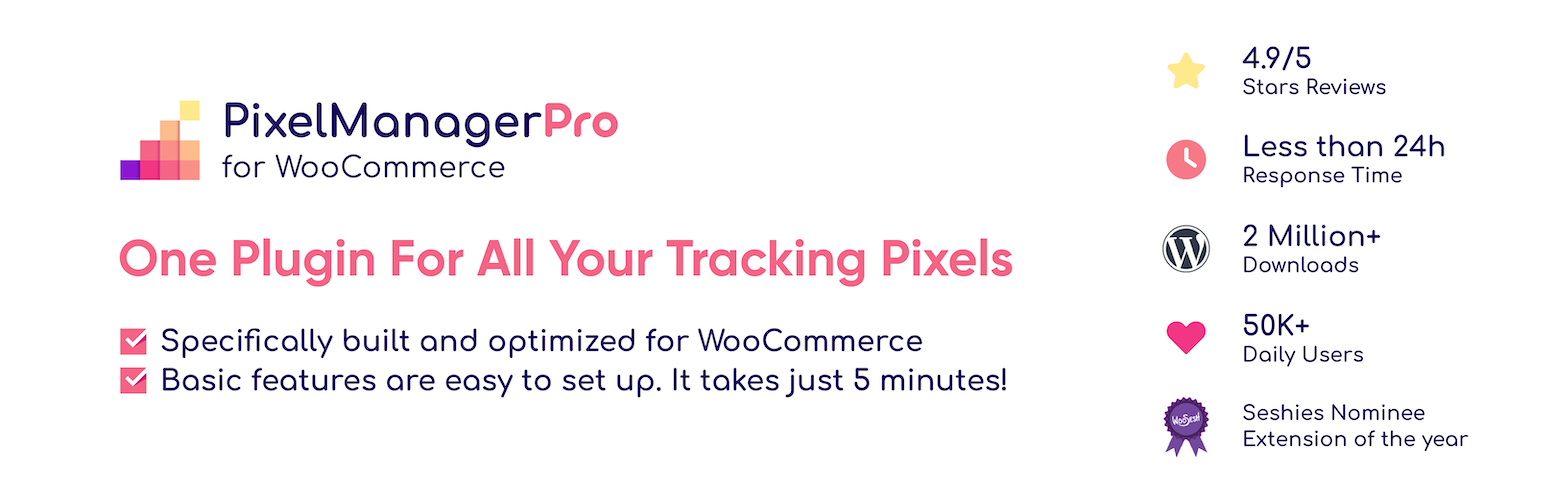 PixelManagerPro
for WooCommerce
One Plugin For All Your Tracking Pixels
Specifically built and optimized for WooCommerce
Basic features are easy to set up. It takes just 5 minutes!
4.9/5
Stars Reviews
Less than 24h
Response Time
2 Million+
Downloads
50K+
Daily Users
WooSesh
Seshies Nominee
Extension of the year